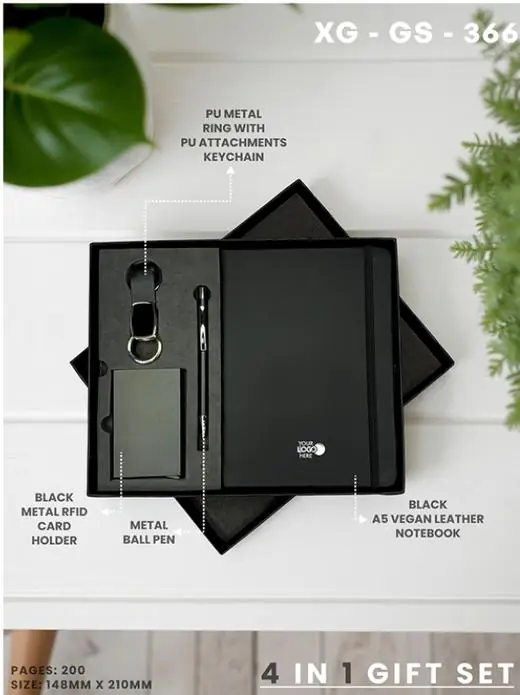 XG - GS - 366
PU METAL
RING WITH
PU ATTACHMENTS
KEYCHAIN
YOUR
LOGO
HERE
BLACK
METAL RFID
CARD
HOLDER
METAL
BALL PEN
BLACK
A5 VEGAN LEATHER
NOTEBOOK
PAGES: 200
SIZE: 148MM X 210MM
4 IN 1 GIFT SET